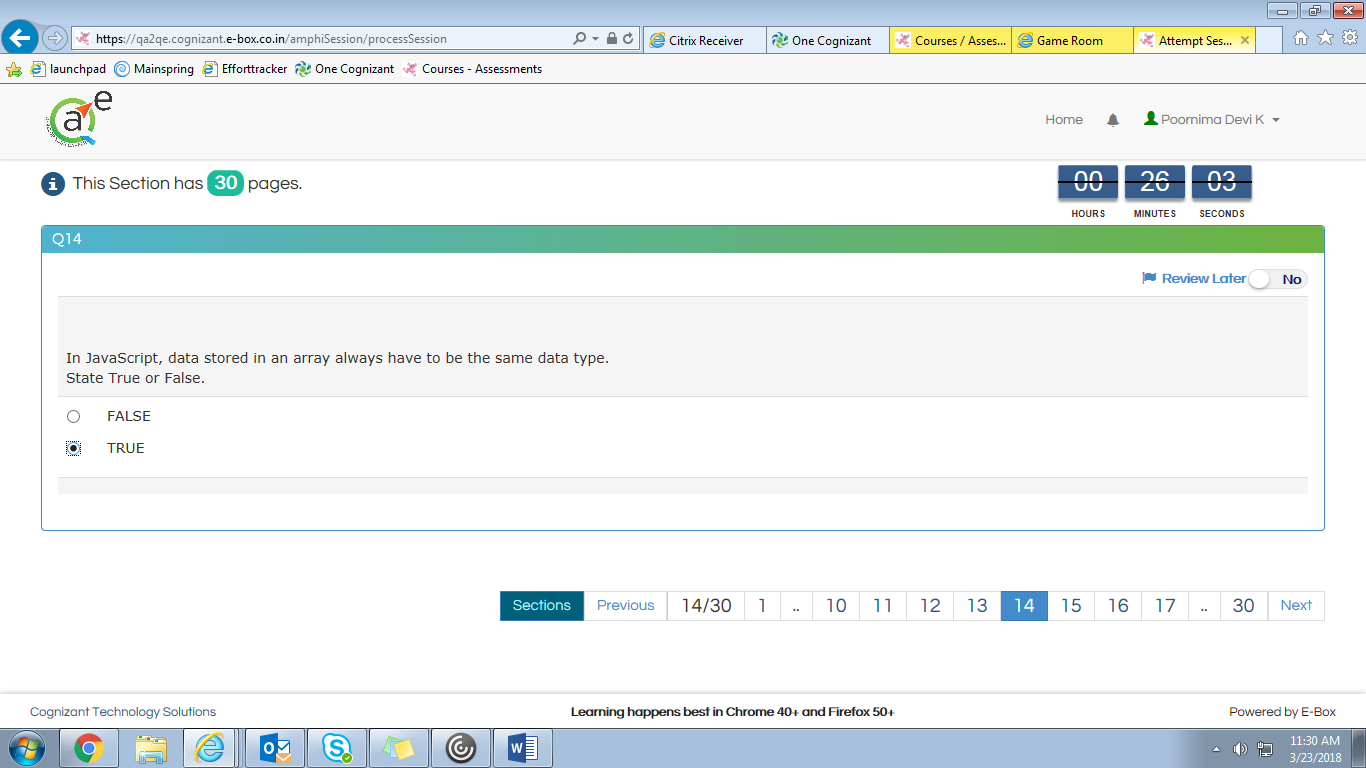 https://qa2qe.cognizant.e-box.co.in/amphiSession/processSession
Citrix Receiver
One Cognizant
Courses / Asses...
Game Room
Attempt Ses...
launchpad
Mainspring
Efforttracker
One Cognizant
Courses - Assessments
a e
Home
Poornima Devi K
This Section has 30 pages.
00 26 03
HOURS MINUTES SECONDS
Q14
Review Later No
In JavaScript, data stored in an array always have to be the same data type.
State True or False.
FALSE
TRUE
Sections Previous 14/30 1 .. 10 11 12 13 14 15 16 17 .. 30 Next
Cognizant Technology Solutions
Learning happens best in Chrome 40+ and Firefox 50+
Powered by E-Box
11:30 AM
3/23/2018